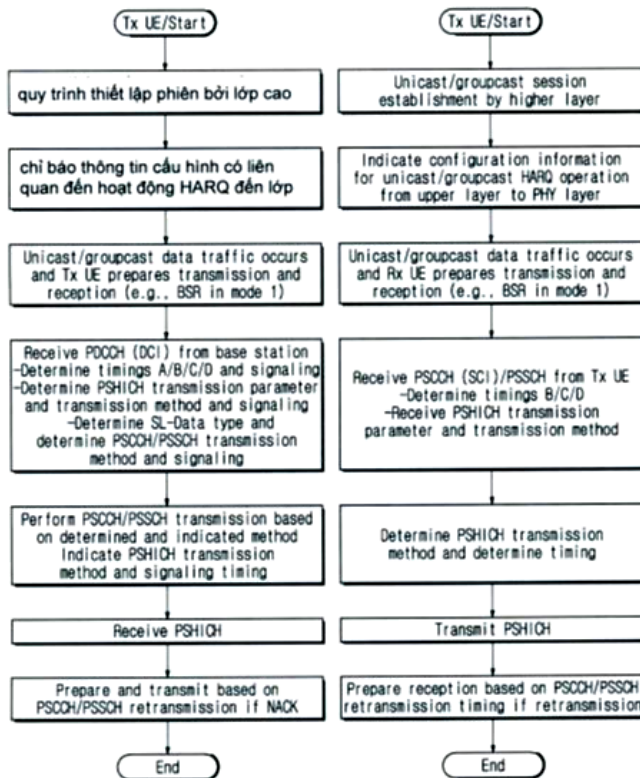 Tx UE/Start
quy trình thiết lập phiên bởi lớp cao
chỉ báo thông tin cấu hình có liên
quan đến hoạt động HARQ đến lớp
Unicast/groupcast data traffic occurs
and Tx UE prepares transmission and
reception (e.g., BSR in mode 1)
Receive PDCCH (DCI) from base station
-Determine timings A/B/C/D and signaling
-Determine PSHICH transmission parameter
and transmission method and signaling
-Determine SL-Data type and
determine PSCCH/PSSCH transmission
method and signaling
Perform PSCCH/PSSCH transmission based
on determined and indicated method
Indicate PSHICH transmission
method and signaling timing
Receive PSHICH
Prepare and transmit based on
PSCCH/PSSCH retransmission if NACK
End
Tx UE/Start
Unicast/groupcast session
establishment by higher layer
Indicate configuration information
for unicast/groupcast HARQ operation
from upper layer to PHY layer
Unicast/groupcast data traffic occurs
and Rx UE prepares transmission and
reception (e.g., BSR in mode 1)
Receive PSCCH (SCI)/PSSCH from Tx UE
-Determine timings B/C/D
-Receive PSHICH transmission
parameter and transmission method
Determine PSHICH transmission
method and determine timing
Transmit PSHICH
Prepare reception based on PSCCH/PSSCH
retransmission timing if retransmission
End